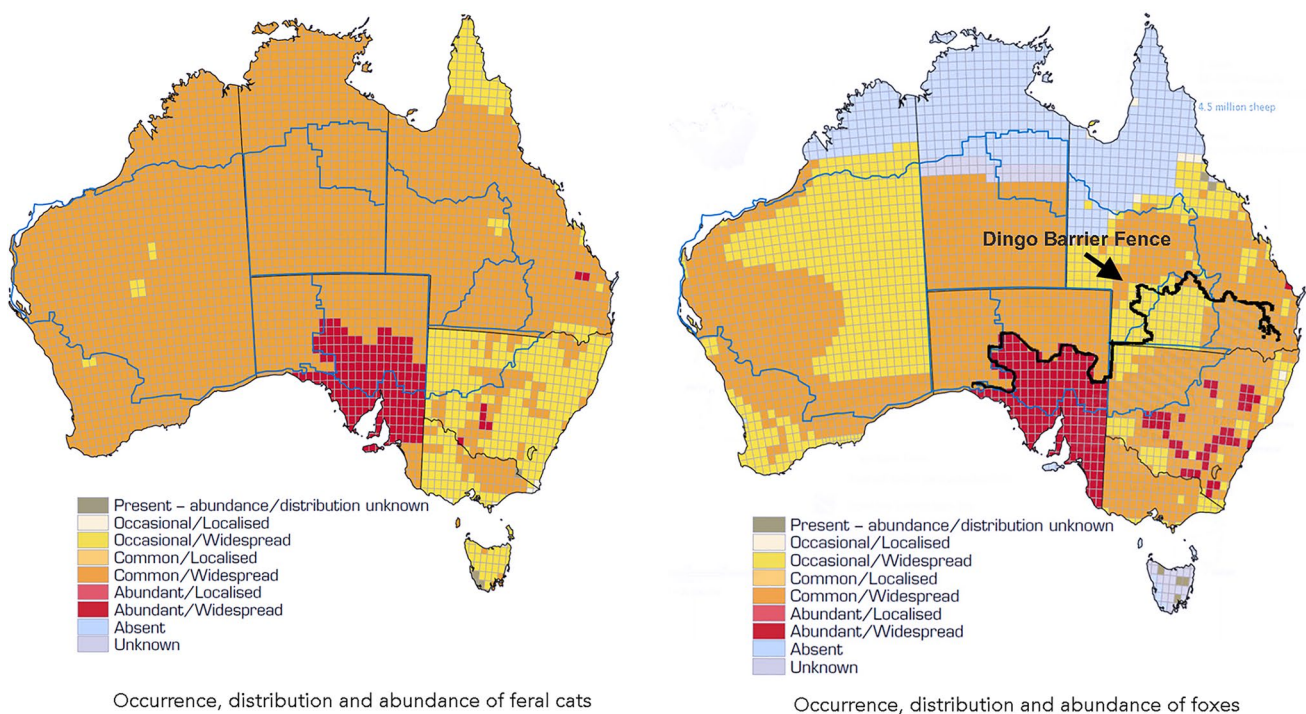 Present – abundance/distribution unknown
Occasional/Localised
Occasional/Widespread
Common/Localised
Common/Widespread
Abundant/Localised
Abundant/Widespread
Absent
Unknown
Occurrence, distribution and abundance of feral cats
4.5 million sheep
Dingo Barrier Fence
Present – abundance/distribution unknown
Occasional/Localised
Occasional/Widespread
Common/Localised
Common/Widespread
Abundant/Localised
Abundant/Widespread
Absent
Unknown
Occurrence, distribution and abundance of foxes